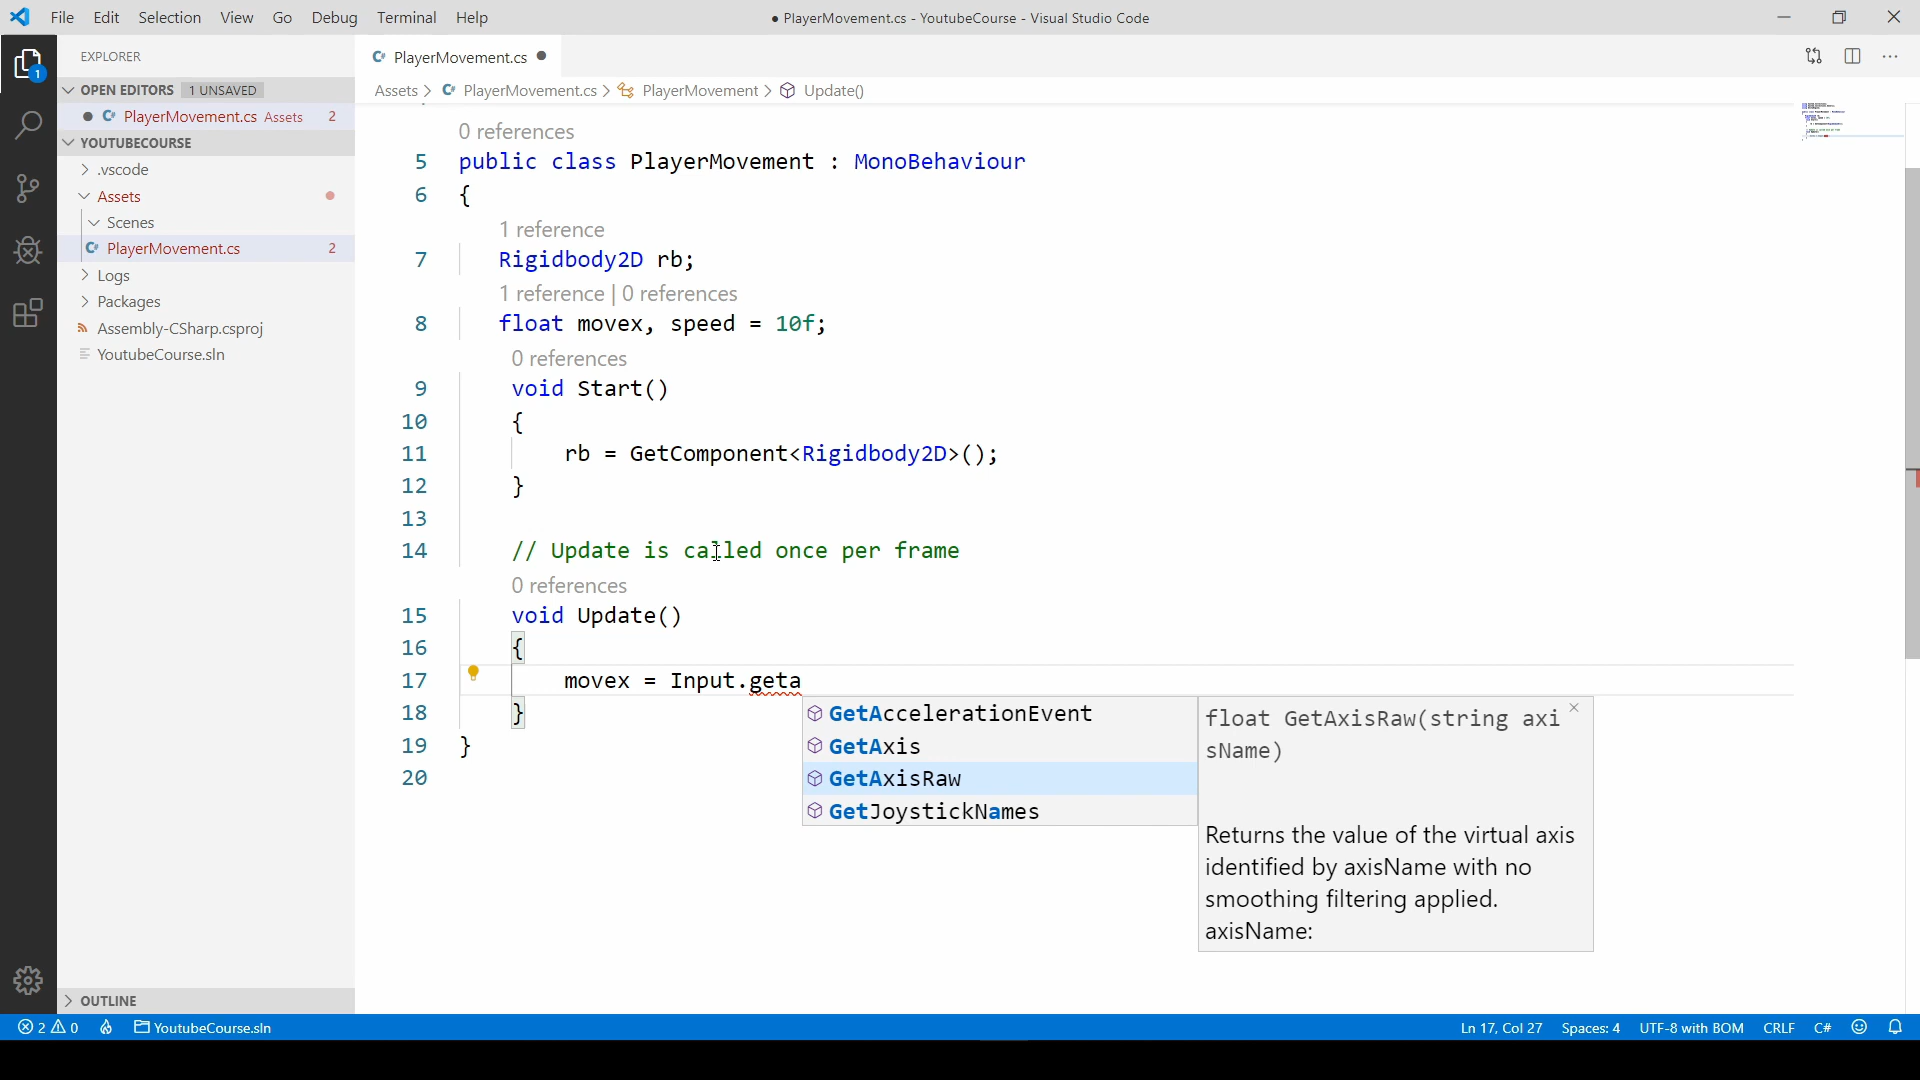 File Edit Selection View Go Debug Terminal Help
● PlayerMovement.cs - YoutubeCourse - Visual Studio Code
EXPLORER
PlayerMovement.cs
OPEN EDITORS 1 UNSAVED
Assets > PlayerMovement.cs > PlayerMovement > Update()
PlayerMovement.cs Assets 2
YOUTUBECOURSE
.vscode
Assets
Scenes
PlayerMovement.cs 2
Logs
Packages
Assembly-CSharp.csproj
YoutubeCourse.sln
OUTLINE
0 references
5 public class PlayerMovement : MonoBehaviour
6 {
1 reference
7 Rigidbody2D rb;
1 reference | 0 references
8 float movex, speed = 10f;
0 references
9 void Start()
10 {
11 rb = GetComponent<Rigidbody2D>();
12 }
13
14 // Update is called once per frame
0 references
15 void Update()
16 {
17 movex = Input.geta
18 }
19 }
20
GetAccelerationEvent
GetAxis
GetAxisRaw
GetJoystickNames
float GetAxisRaw(string axi
sName)
Returns the value of the virtual axis
identified by axisName with no
smoothing filtering applied.
axisName:
1
2 0 YoutubeCourse.sln Ln 17, Col 27 Spaces: 4 UTF-8 with BOM CRLF C#